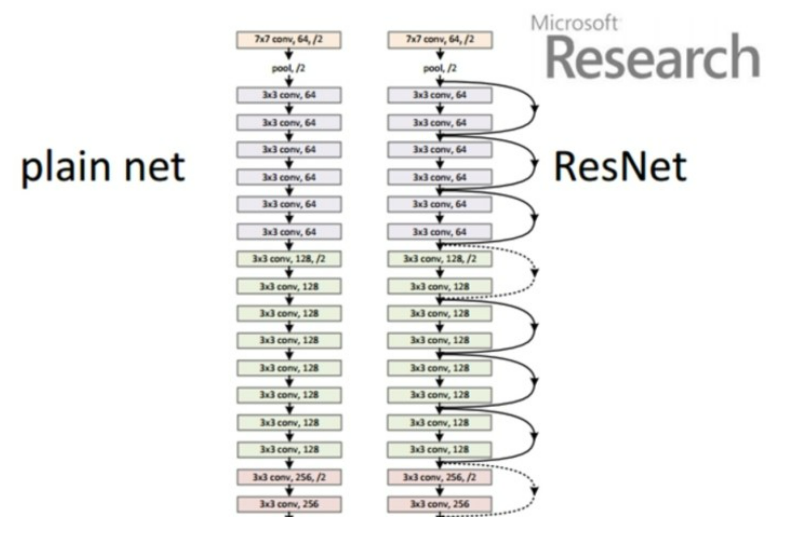 Microsoft
Research
plain net
ResNet
7x7 conv, 64, /2
pool, /2
3x3 conv, 64
3x3 conv, 64
3x3 conv, 64
3x3 conv, 64
3x3 conv, 64
3x3 conv, 64
3x3 conv, 128, /2
3x3 conv, 128
3x3 conv, 128
3x3 conv, 128
3x3 conv, 128
3x3 conv, 128
3x3 conv, 128
3x3 conv, 128
3x3 conv, 256, /2
3x3 conv, 256
7x7 conv, 64, /2
pool, /2
3x3 conv, 64
3x3 conv, 64
3x3 conv, 64
3x3 conv, 64
3x3 conv, 64
3x3 conv, 64
3x3 conv, 128, /2
3x3 conv, 128
3x3 conv, 128
3x3 conv, 128
3x3 conv, 128
3x3 conv, 128
3x3 conv, 128
3x3 conv, 128
3x3 conv, 256, /2
3x3 conv, 256